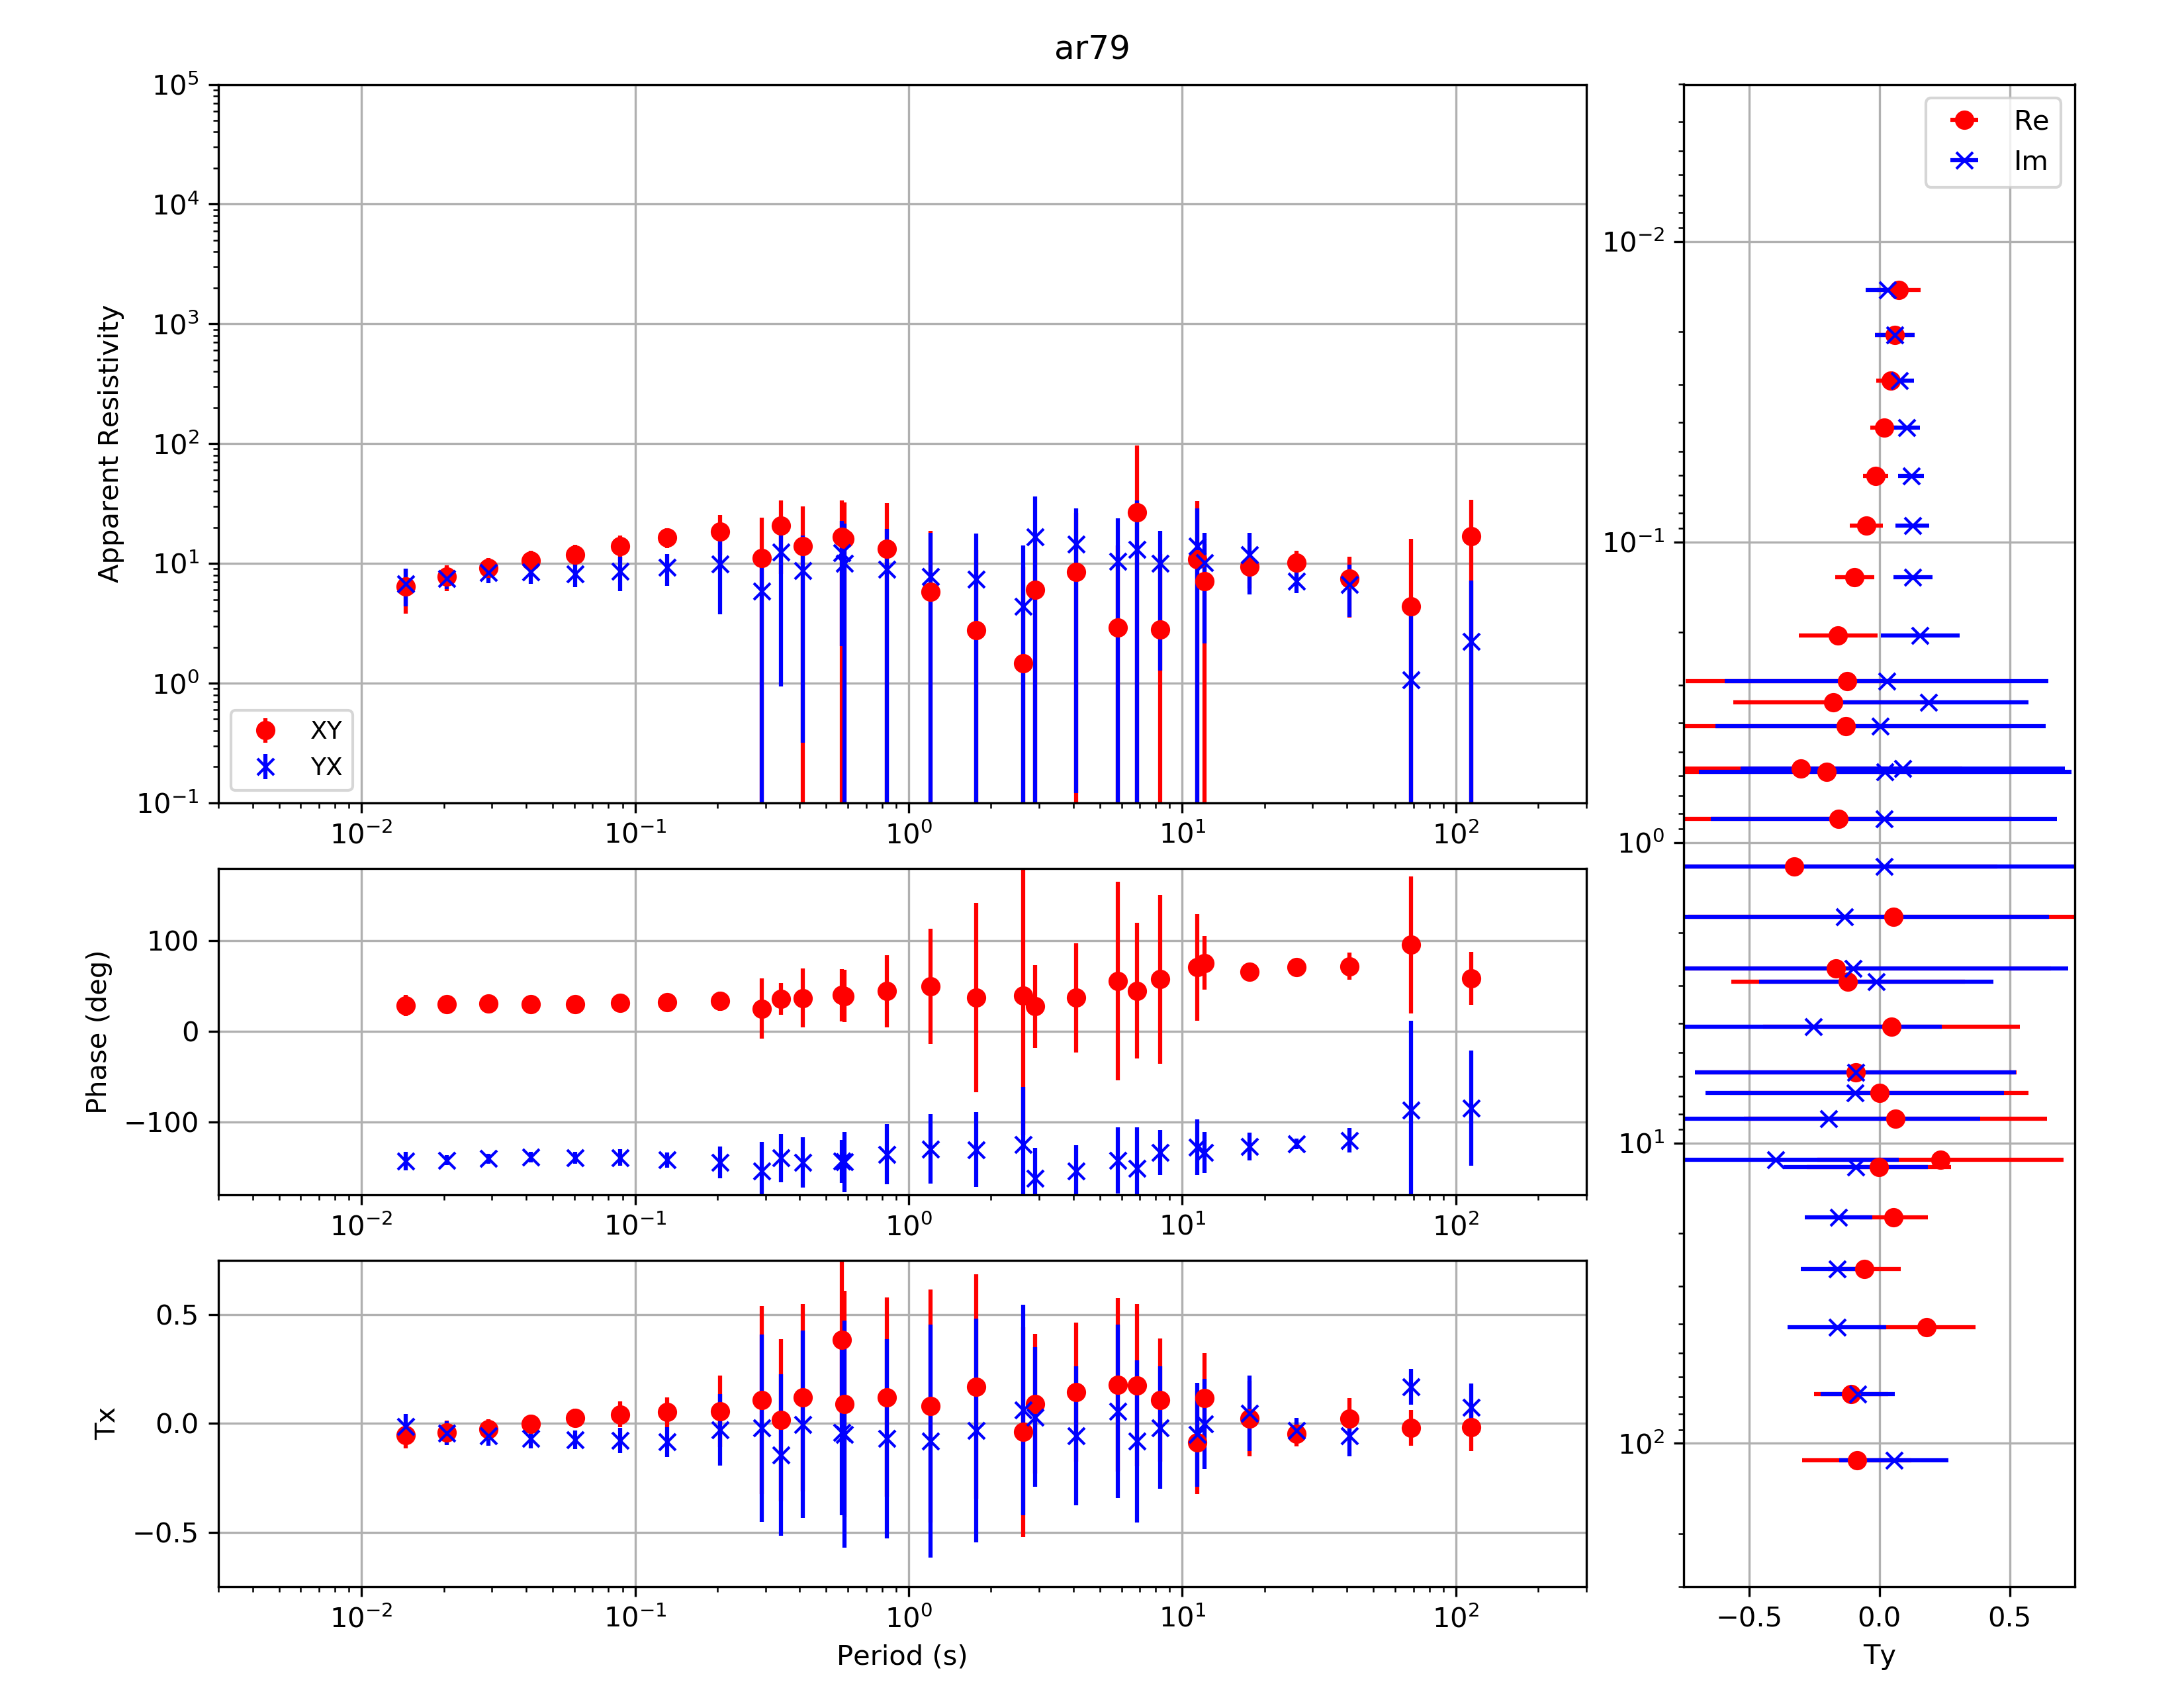 ar79
10⁵
10⁴
10³
10²
10¹
10⁰
10⁻¹
Apparent Resistivity
XY
YX
10⁻² 10⁻¹ 10⁰ 10¹ 10²
100
0
−100
Phase (deg)
10⁻² 10⁻¹ 10⁰ 10¹ 10²
0.5
0.0
−0.5
Tx
10⁻² 10⁻¹ 10⁰ 10¹ 10²
Period (s)
Re
Im
10⁻²
10⁻¹
10⁰
10¹
10²
−0.5 0.0 0.5
Ty